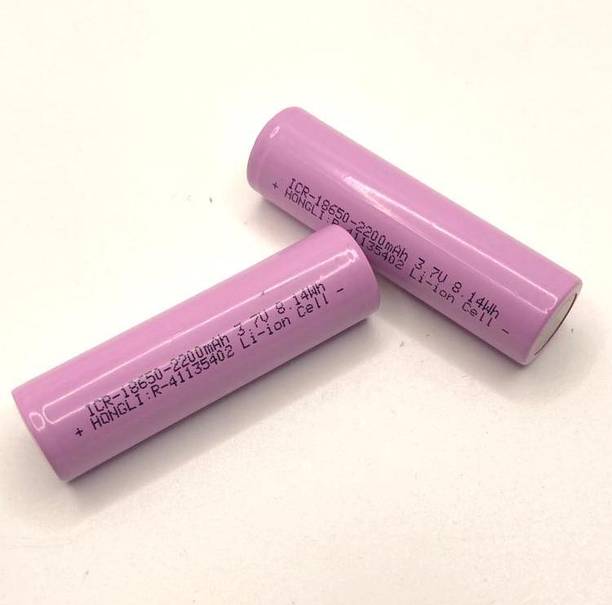 ICR-18650-2200mAh 3.7V 8.14Wh
+ HONGLI:R-41135402 Li-ion Cell -
ICR-18650-2200mAh 3.7V 8.14Wh
+ HONGLI:R-41135402 Li-ion Cell -